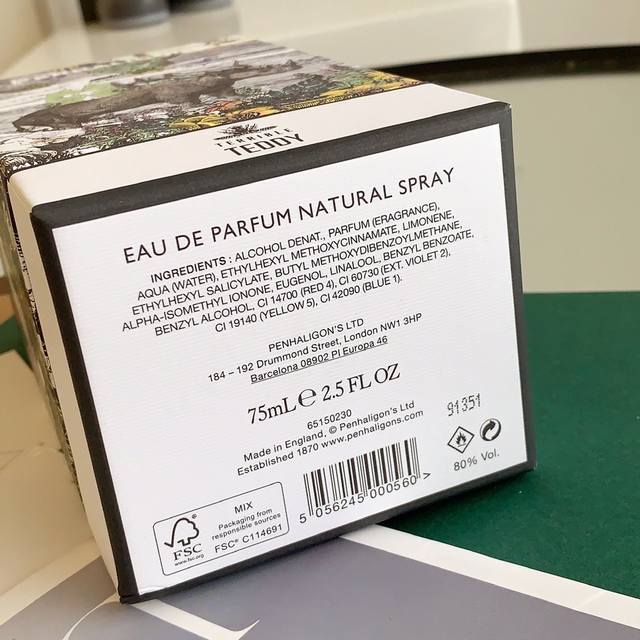 TERRIBLE
TEDDY
EAU DE PARFUM NATURAL SPRAY
INGREDIENTS : ALCOHOL DENAT., PARFUM (FRAGRANCE),
AQUA (WATER), ETHYLHEXYL METHOXYCINNAMATE, LIMONENE,
ETHYLHEXYL SALICYLATE, BUTYL METHOXYDIBENZOYLMETHANE,
ALPHA-ISOMETHYL IONONE, EUGENOL, LINALOOL, BENZYL BENZOATE,
BENZYL ALCOHOL, CI 14700 (RED 4), CI 60730 (EXT. VIOLET 2),
CI 19140 (YELLOW 5), CI 42090 (BLUE 1).
PENHALIGON'S LTD
184 – 192 Drummond Street, London NW1 3HP
Barcelona 08902 Pl Europa 46
75mL e 2.5 FL OZ
65150230
Made in England, © Penhaligon's Ltd
Established 1870 www.penhaligons.com
91351
80% Vol.
5 056245 000560 >
FSC
www.fsc.org
MIX
Packaging from
responsible sources
FSC® C114691